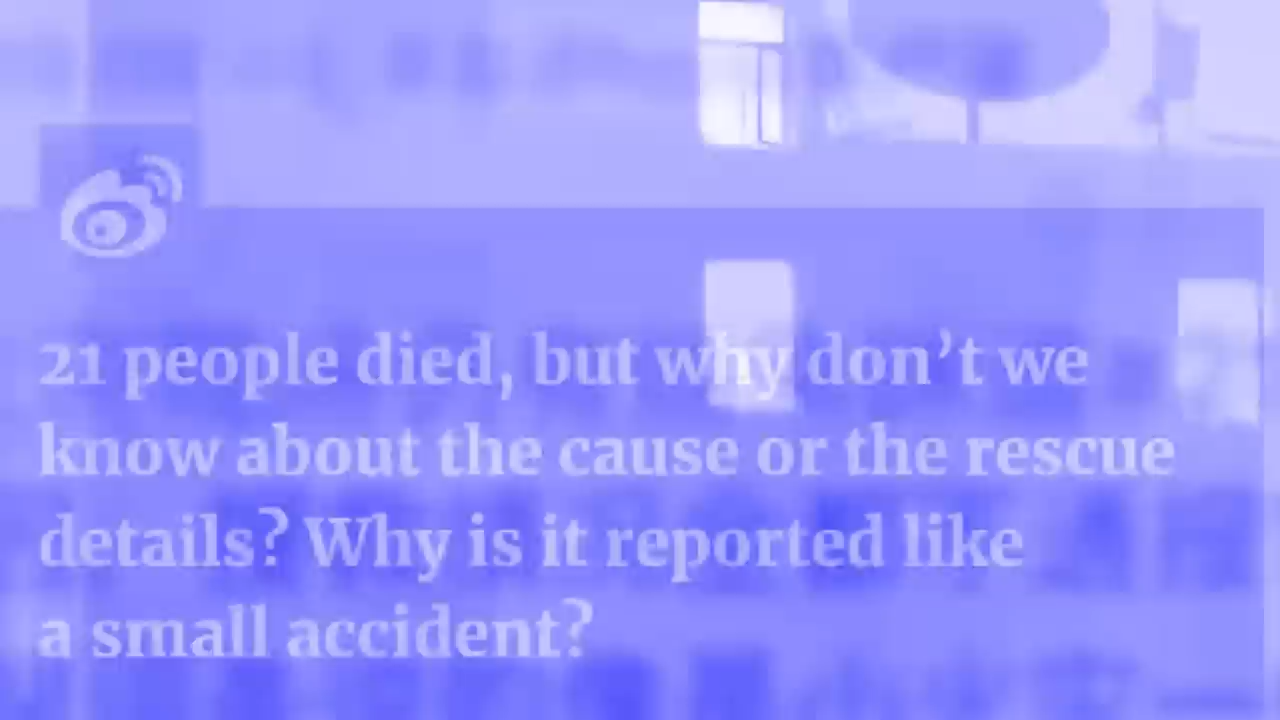 21 people died, but why don’t we
know about the cause or the rescue
details? Why is it reported like
a small accident?